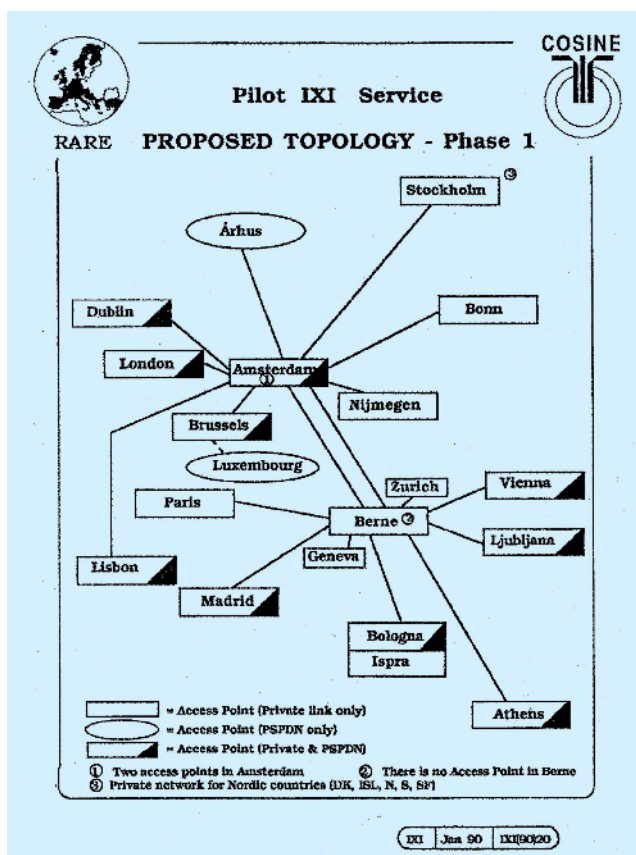 COSINE
Pilot IXI Service
RARE PROPOSED TOPOLOGY - Phase 1
Stockholm ③
Århus
Dublin
Bonn
London
Amsterdam
①
Nijmegen
Brussels
Luxembourg
Zurich
Vienna
Paris
Berne ②
Ljubljana
Geneva
Lisbon
Madrid
Bologna
Ispra
Athens
= Access Point (Private link only)
= Access Point (PSPDN only)
= Access Point (Private & PSPDN)
① Two access points in Amsterdam ② There is no Access Point in Berne
③ Private network for Nordic countries (DK, ISL, N, S, SF)
IXI Jan 90 IXI(90)20